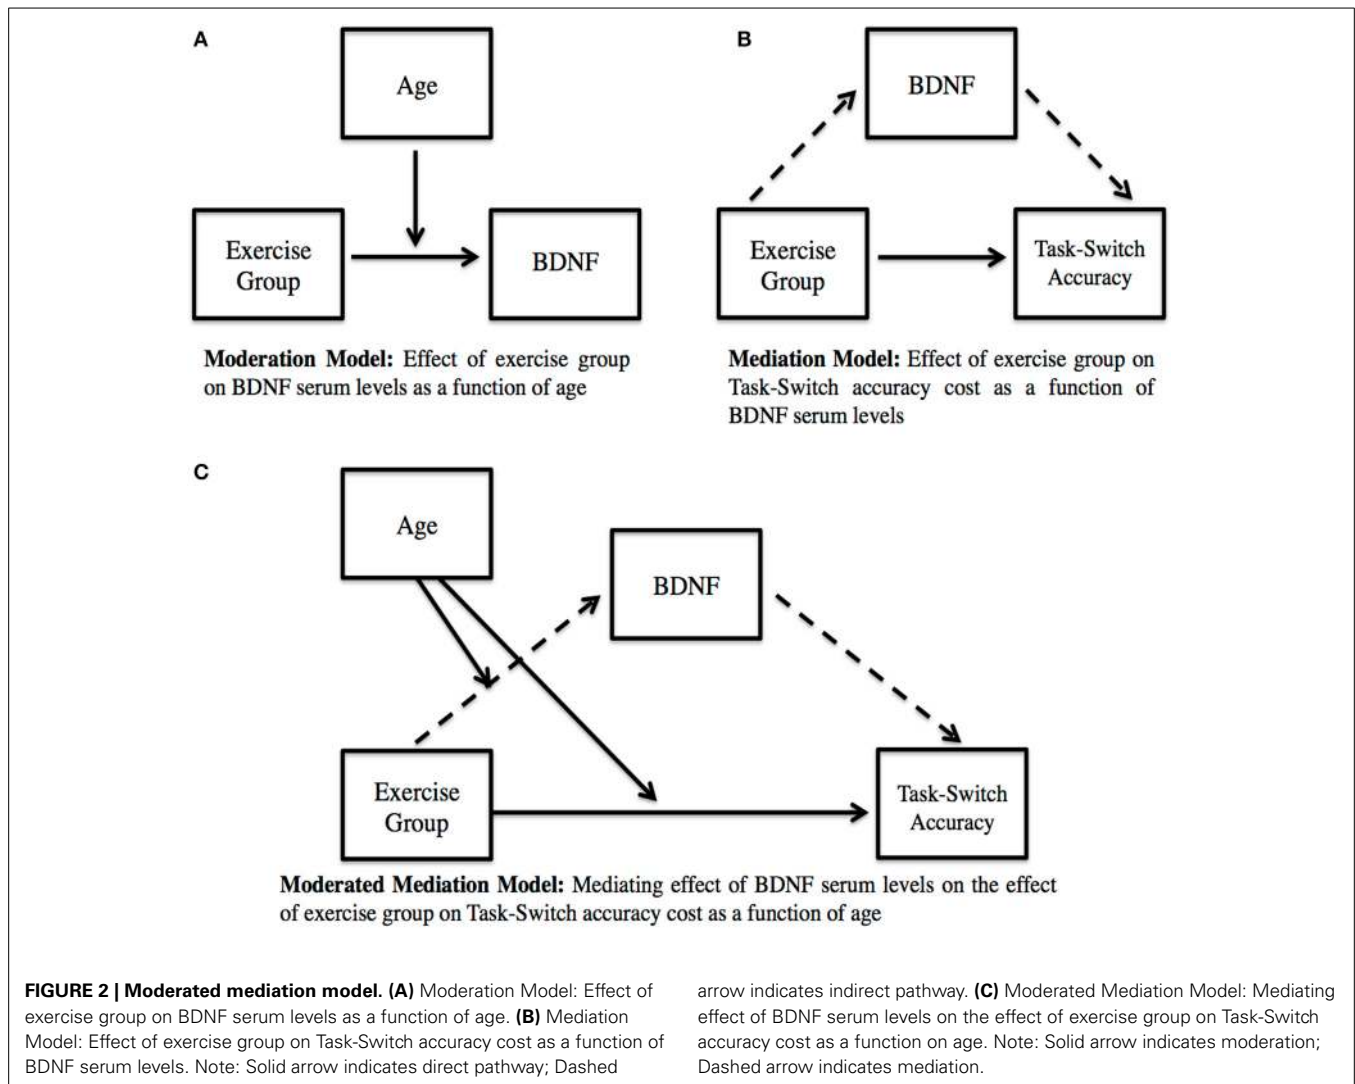 A
Age
Exercise
Group
BDNF
Moderation Model: Effect of exercise group
on BDNF serum levels as a function of age
B
BDNF
Exercise
Group
Task-Switch
Accuracy
Mediation Model: Effect of exercise group on
Task-Switch accuracy cost as a function of
BDNF serum levels
C
Age
BDNF
Exercise
Group
Task-Switch
Accuracy
Moderated Mediation Model: Mediating effect of BDNF serum levels on the effect
of exercise group on Task-Switch accuracy cost as a function of age
FIGURE 2 | Moderated mediation model. (A) Moderation Model: Effect of
exercise group on BDNF serum levels as a function of age. (B) Mediation
Model: Effect of exercise group on Task-Switch accuracy cost as a function of
BDNF serum levels. Note: Solid arrow indicates direct pathway; Dashed
arrow indicates indirect pathway. (C) Moderated Mediation Model: Mediating
effect of BDNF serum levels on the effect of exercise group on Task-Switch
accuracy cost as a function on age. Note: Solid arrow indicates moderation;
Dashed arrow indicates mediation.